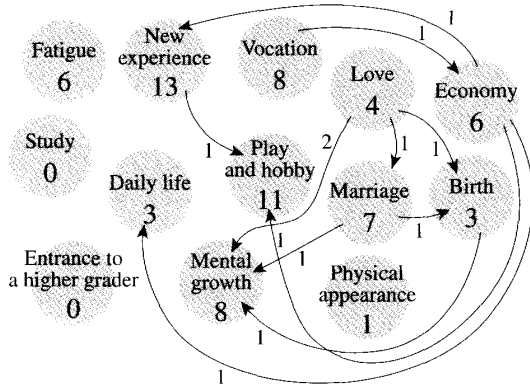 Fatigue
6
New
experience
13
Vocation
8
Love
4
Economy
6
1
1
Study
0
Daily life
3
1
Play
and hobby
11
2
1
1
Marriage
7
1
Birth
3
Entrance to
a higher grader
0
Mental
growth
8
1
1
Physical
appearance
1
1
1